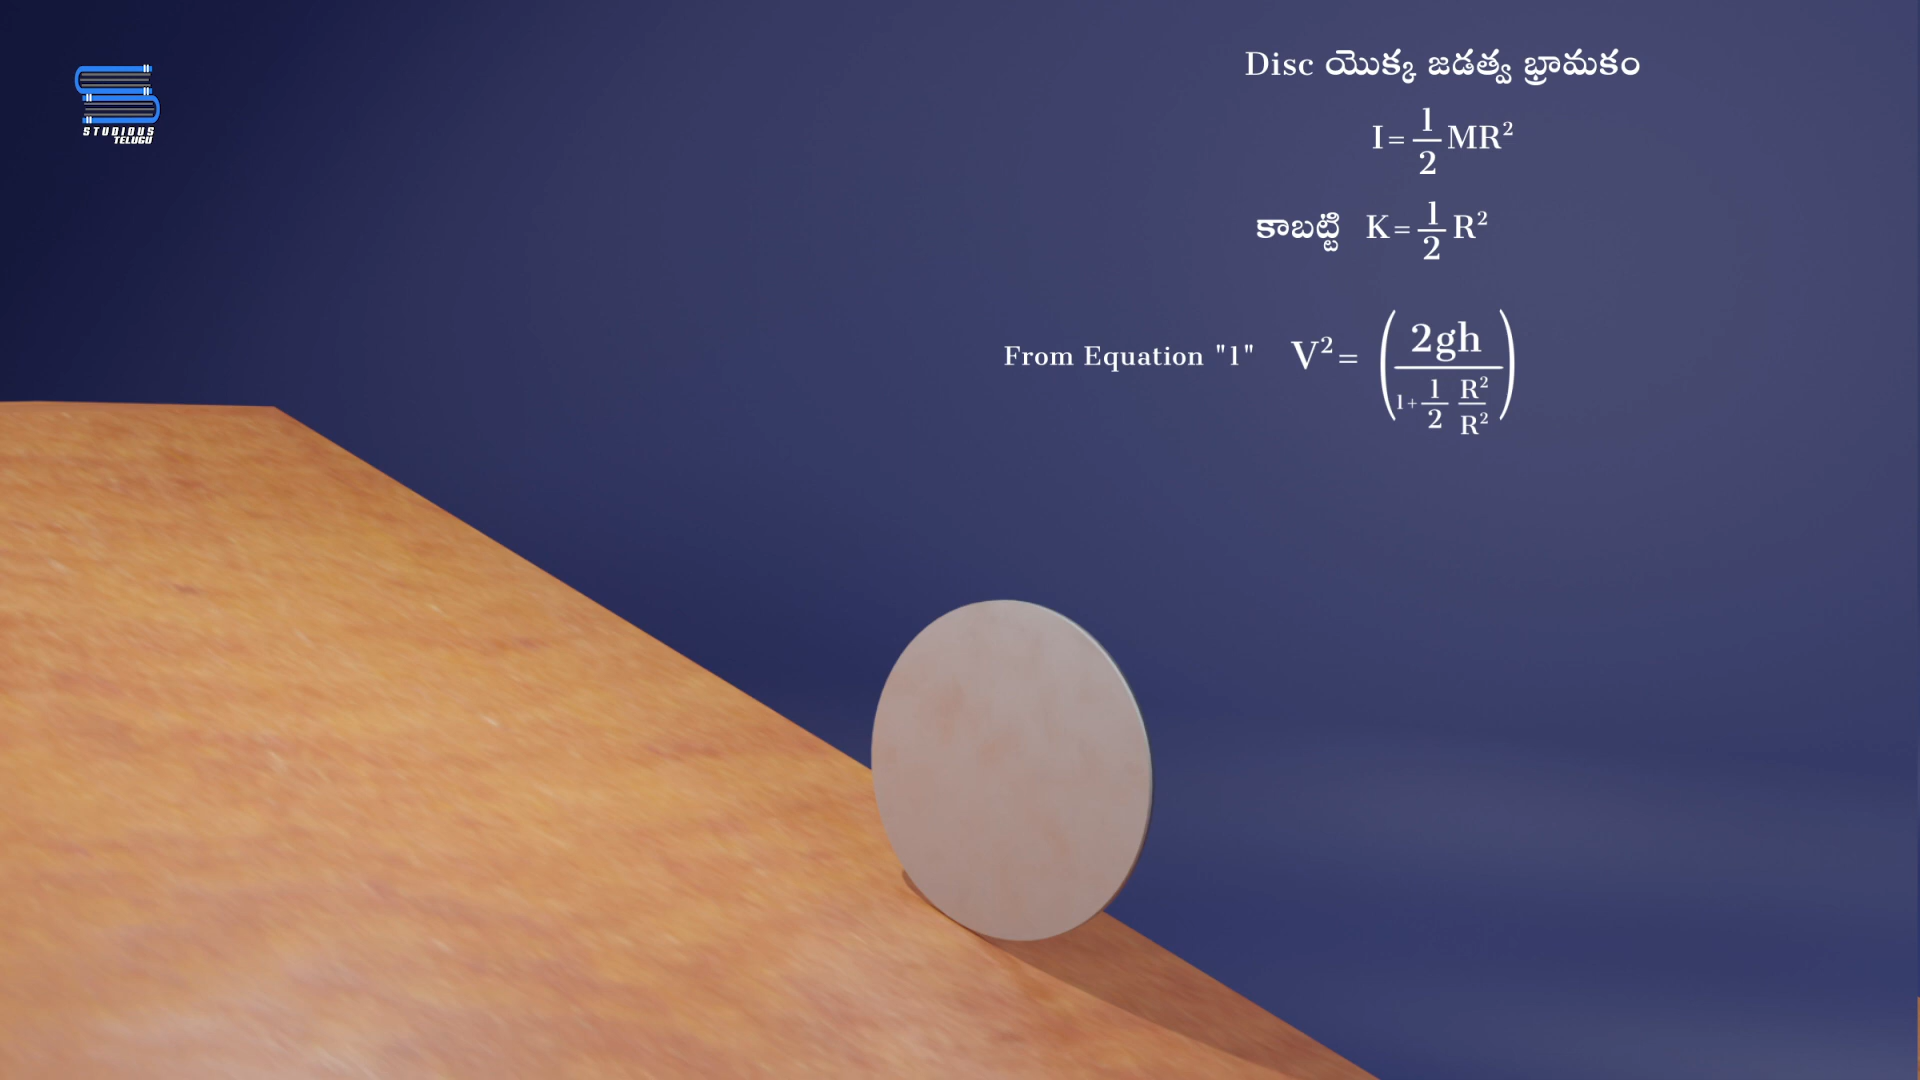 STUDIOUS
TELUGU
Disc యొక్క జడత్వ భ్రామకం
I = 1/2 MR²
కాబట్టి K = 1/2 R²
From Equation "1" V² = (2gh / (1 + 1/2 R²/R²))